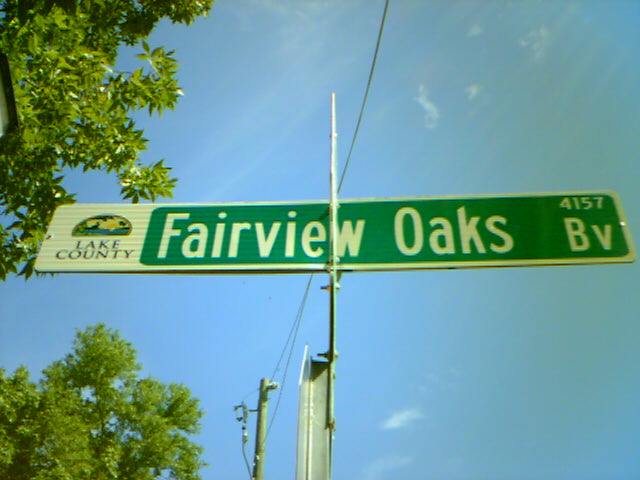 LAKE
COUNTY
Fairview Oaks Bv
4157